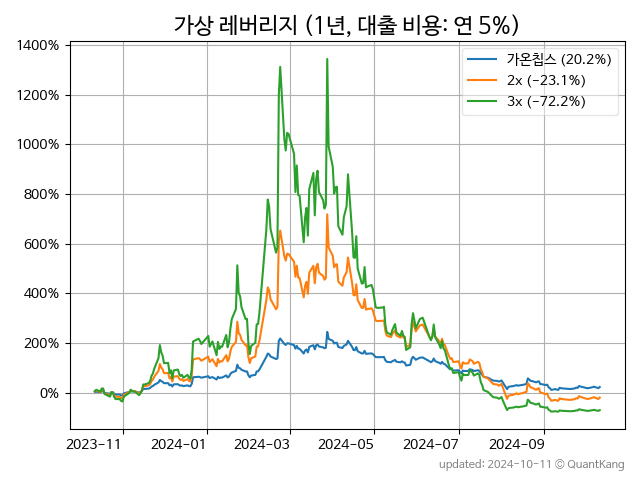 가상 레버리지 (1년, 대출 비용: 연 5%)
1400%
1200%
1000%
800%
600%
400%
200%
0%
가온칩스 (20.2%)
2x (−23.1%)
3x (−72.2%)
2023-11
2024-01
2024-03
2024-05
2024-07
2024-09
updated: 2024-10-11 © QuantKang